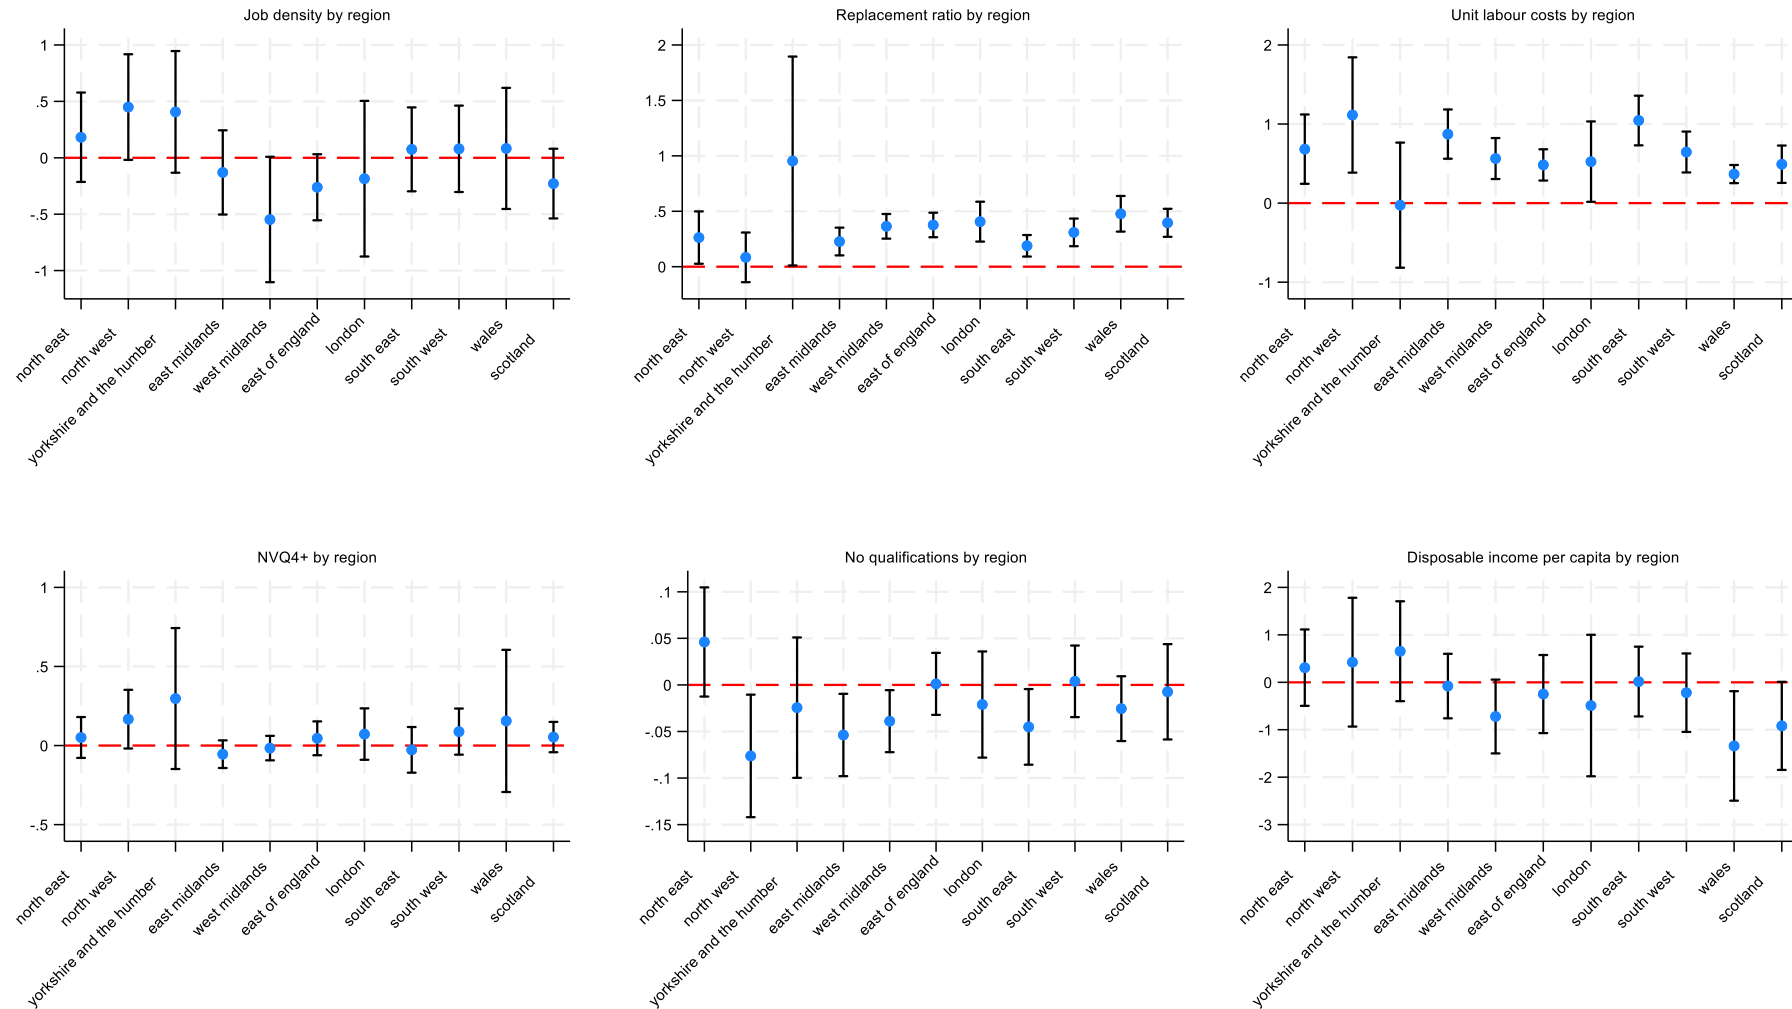 Job density by region
1
.5
0
-.5
-1
north east
north west
yorkshire and the humber
east midlands
west midlands
east of england
london
south east
south west
wales
scotland
Replacement ratio by region
2
1.5
1
.5
0
north east
north west
yorkshire and the humber
east midlands
west midlands
east of england
london
south east
south west
wales
scotland
Unit labour costs by region
2
1
0
-1
north east
north west
yorkshire and the humber
east midlands
west midlands
east of england
london
south east
south west
wales
scotland
NVQ4+ by region
1
.5
0
-.5
north east
north west
yorkshire and the humber
east midlands
west midlands
east of england
london
south east
south west
wales
scotland
No qualifications by region
.1
.05
0
-.05
-.1
-.15
north east
north west
yorkshire and the humber
east midlands
west midlands
east of england
london
south east
south west
wales
scotland
Disposable income per capita by region
2
1
0
-1
-2
-3
north east
north west
yorkshire and the humber
east midlands
west midlands
east of england
london
south east
south west
wales
scotland